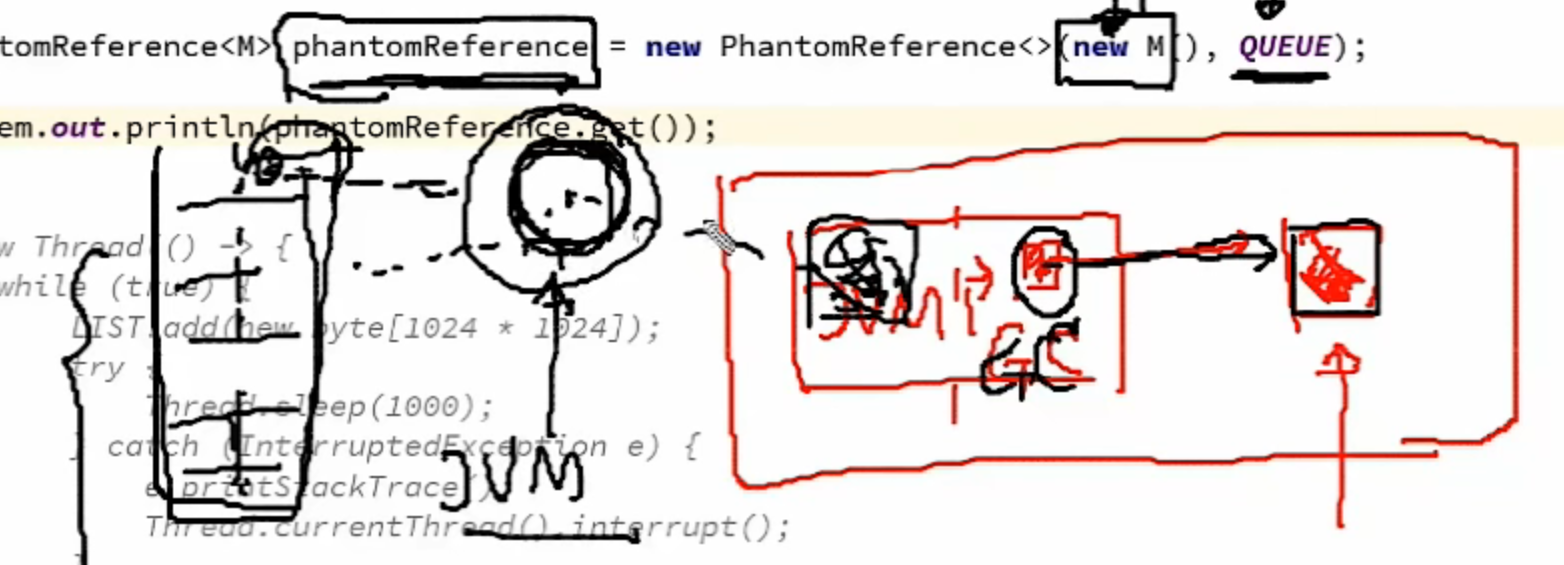 tomReference<M> phantomReference = new PhantomReference<>(new M(), QUEUE);
em.out.println(phantomReference.get());
w Thread(() -> {
while (true) {
LIST.add(new byte[1024 * 1024]);
try {
Thread.sleep(1000);
} catch (InterruptedException e) {
e.printStackTrace()
Thread.currentThread().interrupt();
JVM
JVM
GC